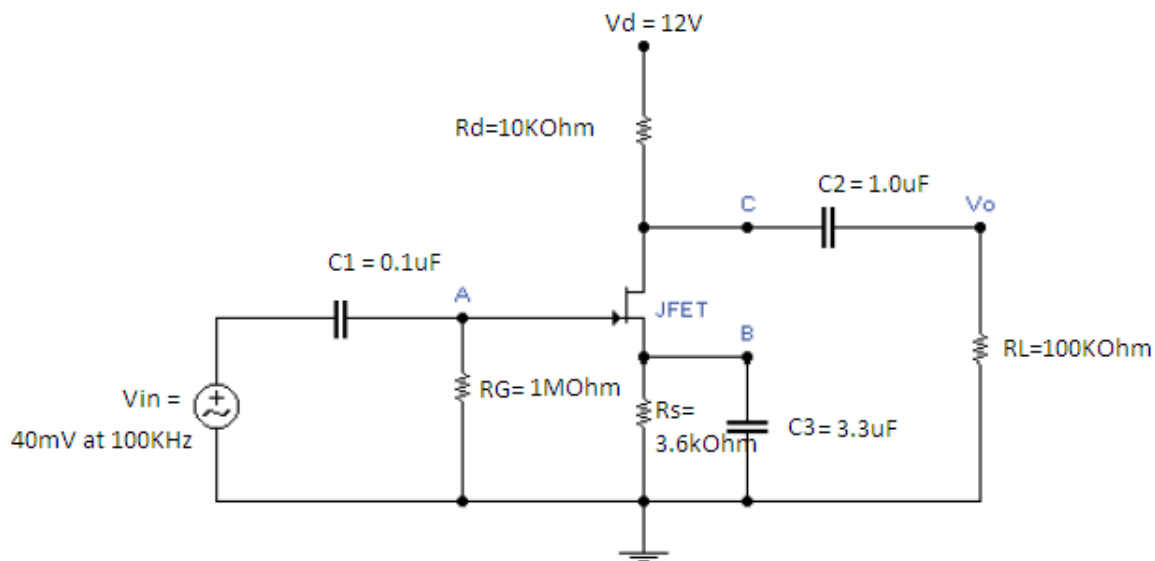 Vd = 12V
Rd=10KOhm
C2 = 1.0uF
C
Vo
C1 = 0.1uF
A
JFET
B
RL=100KOhm
Vin =
40mV at 100KHz
RG= 1MOhm
Rs=
3.6kOhm
C3 = 3.3uF